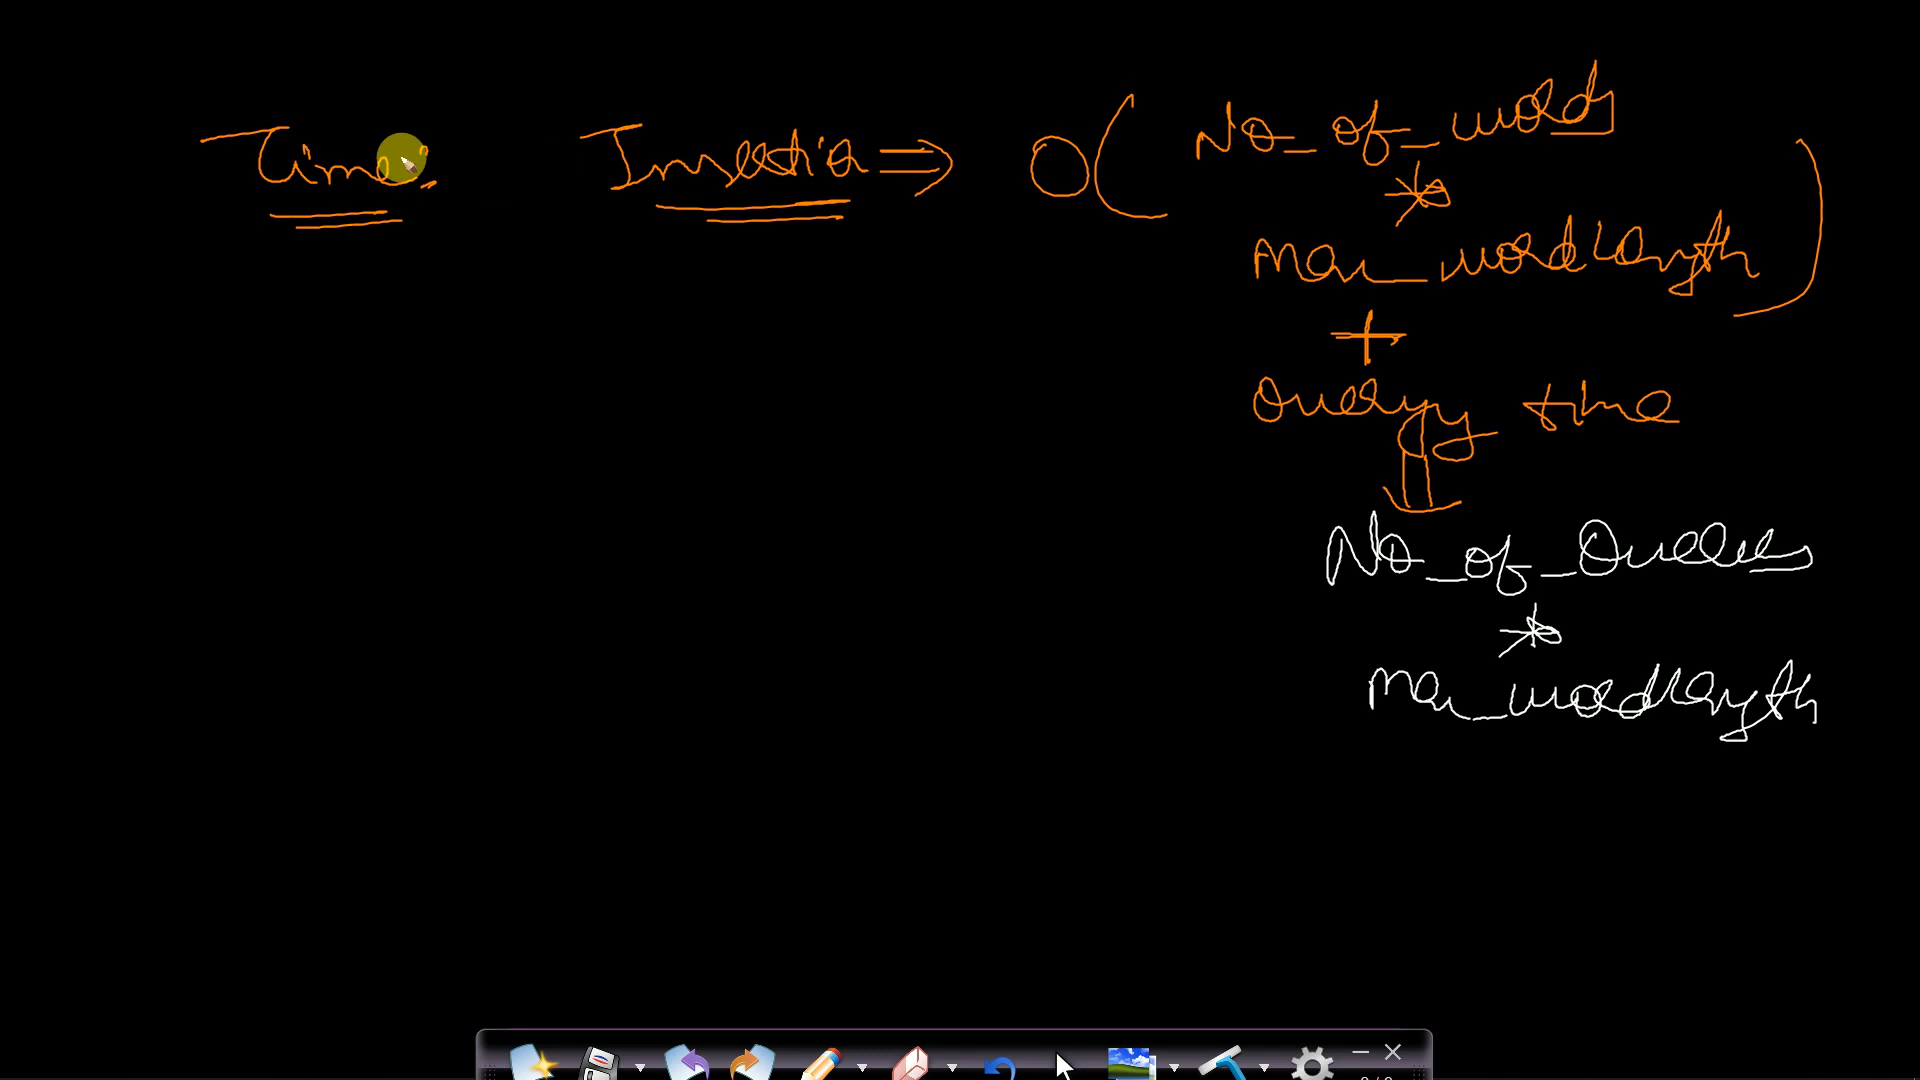 Time: Insertion ⇒ O( No_of_words
*
Max_wordLength )
+
Query time
⇓
No_of_Queries
*
Max_wordLength